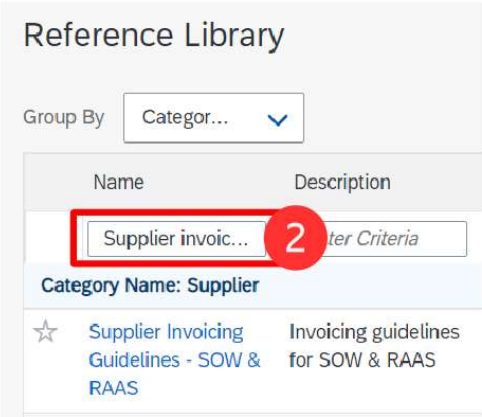 Reference Library
Group By Categor...
Name Description
Supplier invoic... 2 ter Criteria
Category Name: Supplier
Supplier Invoicing Invoicing guidelines
Guidelines - SOW & for SOW & RAAS
RAAS